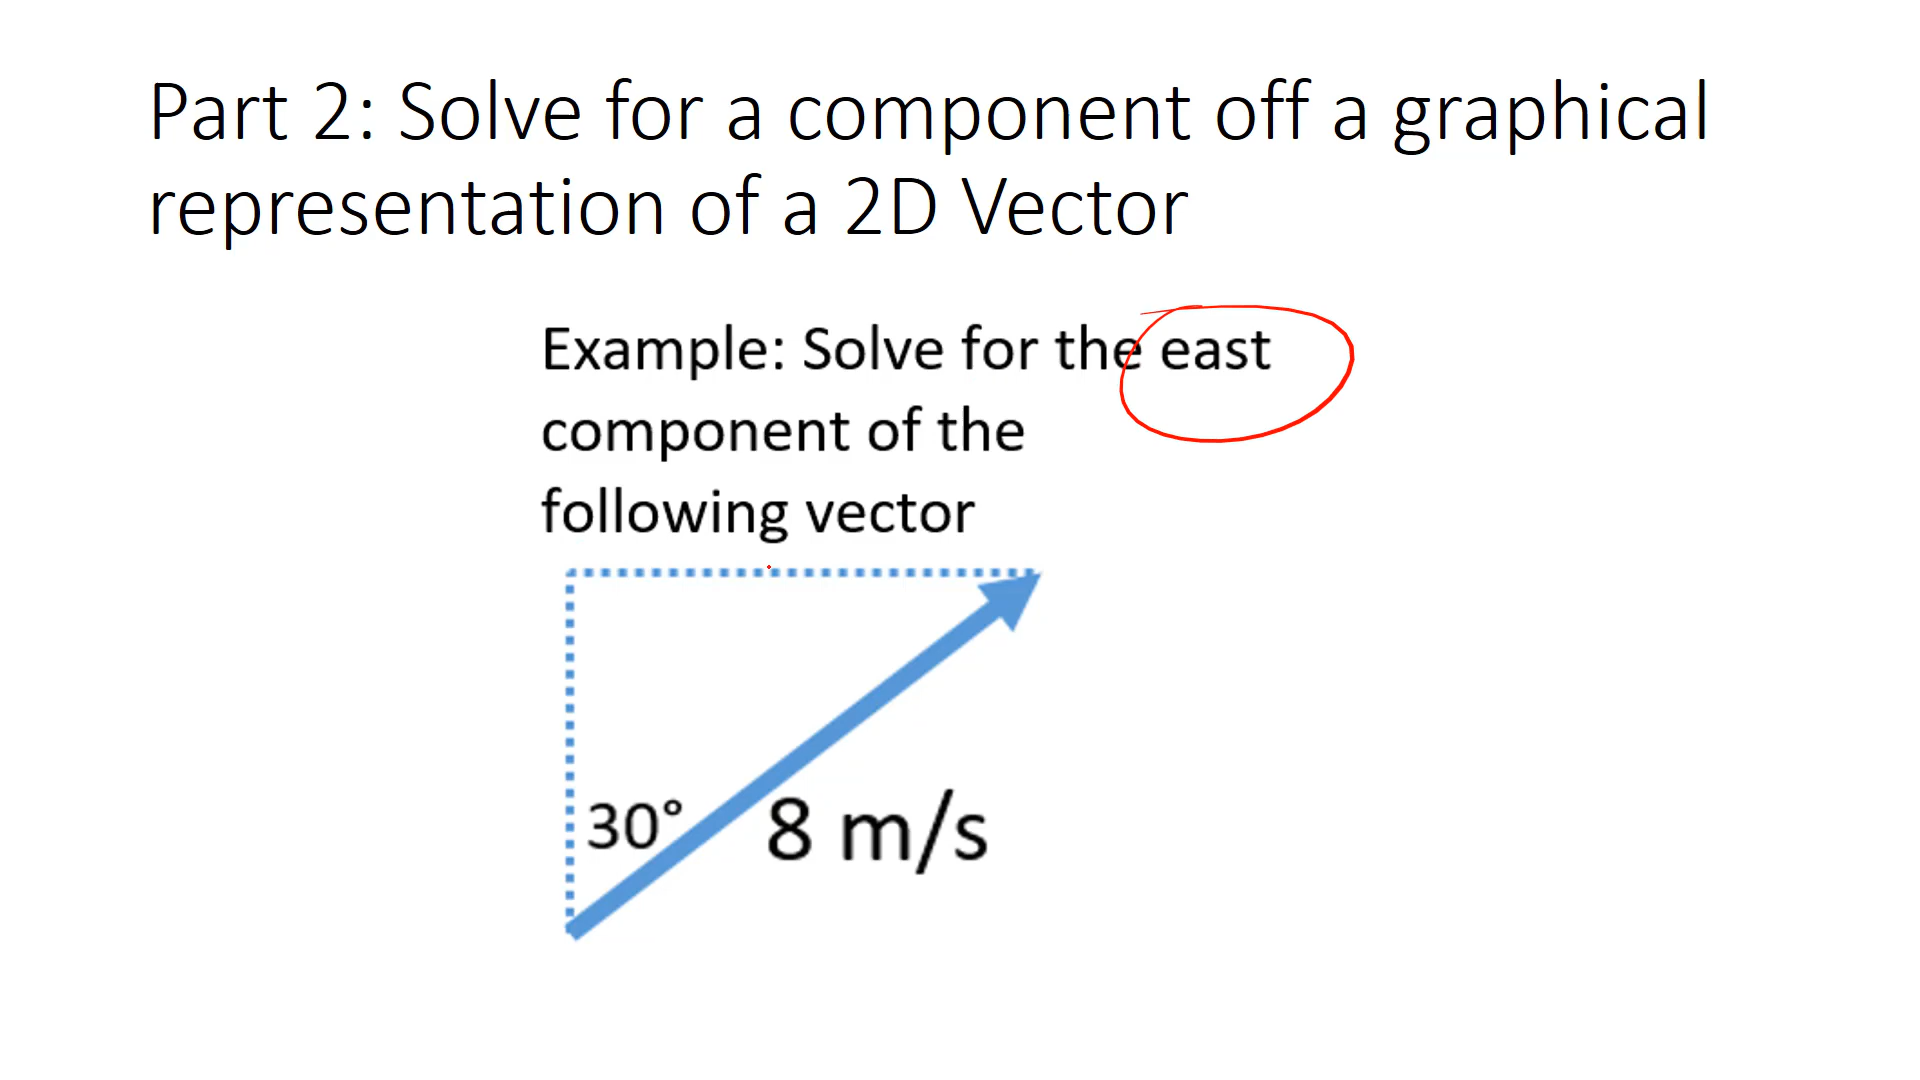 Part 2: Solve for a component off a graphical
representation of a 2D Vector
Example: Solve for the east
component of the
following vector
30°
8 m/s